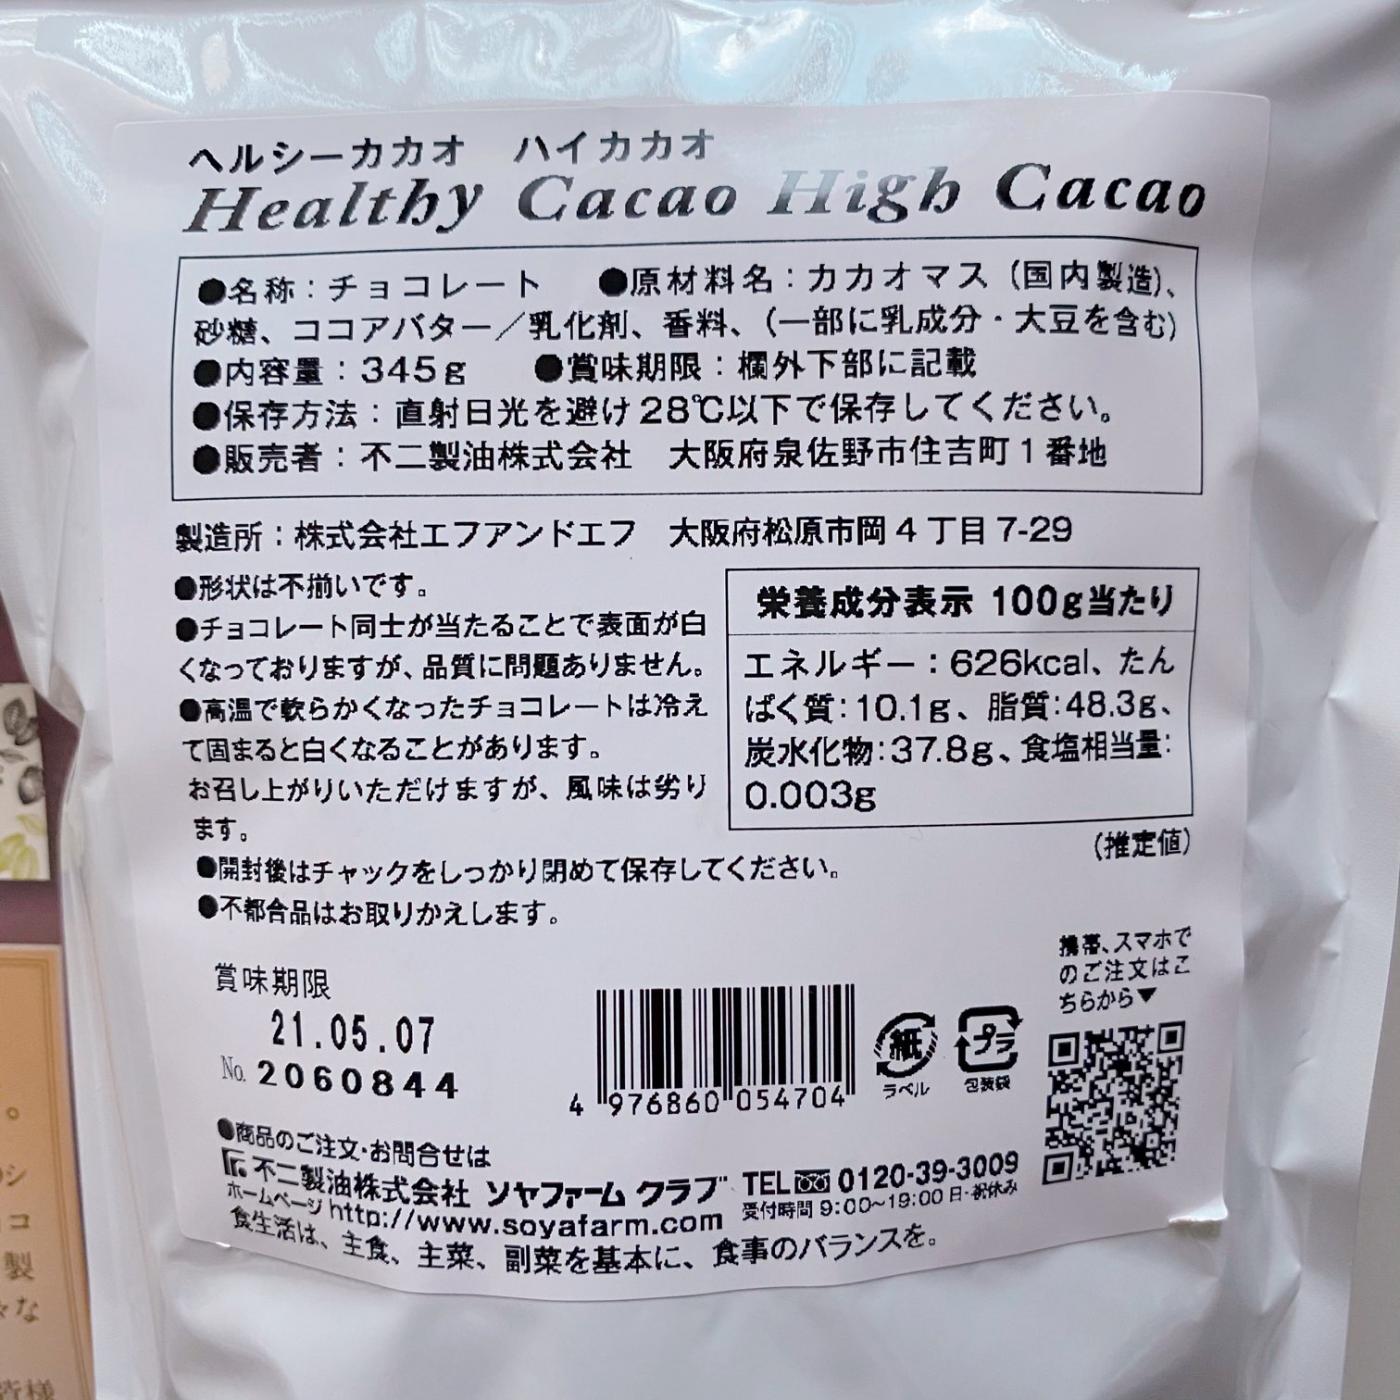 ヘルシーカカオ　ハイカカオ
Healthy Cacao High Cacao
●名称：チョコレート　●原材料名：カカオマス（国内製造）、
砂糖、ココアバター／乳化剤、香料、（一部に乳成分・大豆を含む）
●内容量：345g　●賞味期限：欄外下部に記載
●保存方法：直射日光を避け28℃以下で保存してください。
●販売者：不二製油株式会社　大阪府泉佐野市住吉町1番地
製造所：株式会社エフアンドエフ　大阪府松原市岡4丁目7-29
●形状は不揃いです。
●チョコレート同士が当たることで表面が白
くなっておりますが、品質に問題ありません。
●高温で軟らかくなったチョコレートは冷え
て固まると白くなることがあります。
お召し上がりいただけますが、風味は劣り
ます。
●開封後はチャックをしっかり閉めて保存してください。
●不都合品はお取りかえします。
栄養成分表示 100g当たり
エネルギー：626kcal、たん
ぱく質：10.1g、脂質：48.3g、
炭水化物：37.8g、食塩相当量：
0.003g
（推定値）
賞味期限
21.05.07
No. 2060844
4 976860 054704
紙
ラベル
プラ
包装袋
携帯、スマホで
のご注文はこ
ちらから▼
●商品のご注文・お問合せは
不二製油株式会社 ソヤファーム クラブ TEL 0120-39-3009
ホームページ http://www.soyafarm.com 受付時間 9:00~19:00 日・祝休み
食生活は、主食、主菜、副菜を基本に、食事のバランスを。